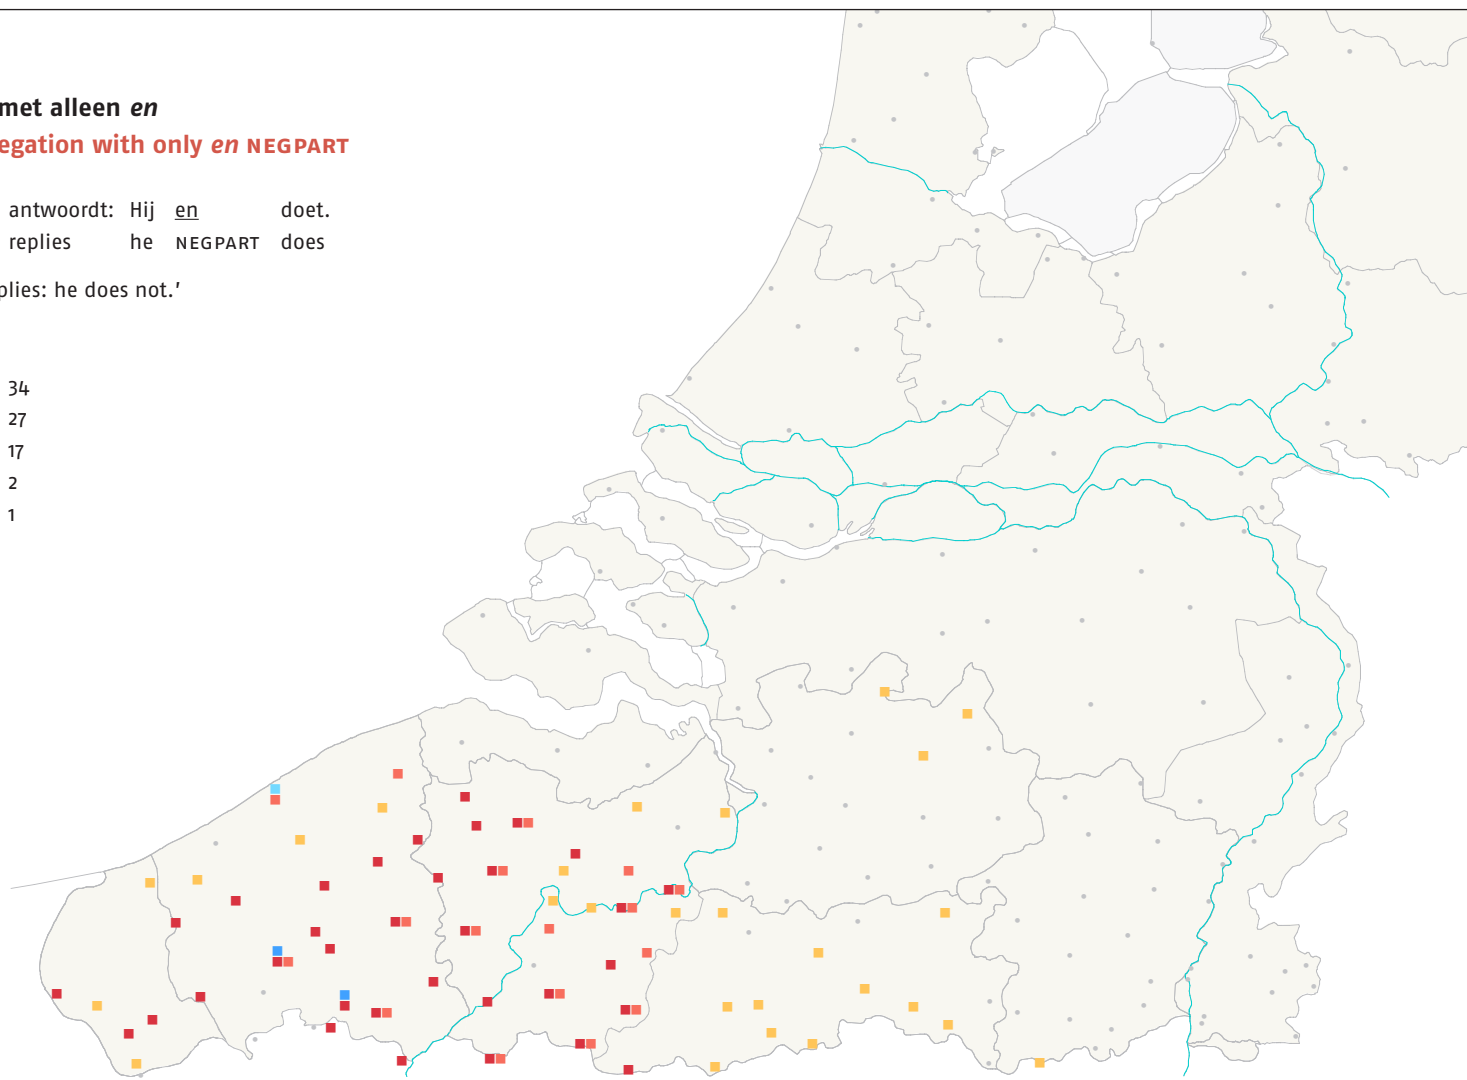 met alleen en
egation with only en NEGPART
antwoordt: Hij en doet.
replies he NEGPART does
plies: he does not.'
34
27
17
2
1